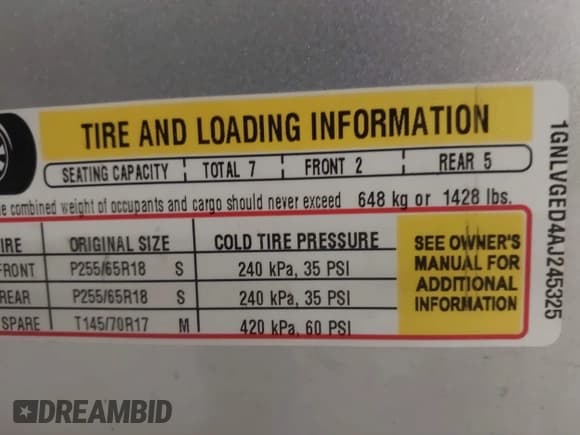 TIRE AND LOADING INFORMATION
SEATING CAPACITY TOTAL 7 FRONT 2 REAR 5
combined weight of occupants and cargo should never exceed 648 kg or 1428 lbs.
ORIGINAL SIZE COLD TIRE PRESSURE
FRONT P255/65R18 S 240 kPa, 35 PSI
REAR P255/65R18 S 240 kPa, 35 PSI
SPARE T145/70R17 M 420 kPa, 60 PSI
SEE OWNER'S
MANUAL FOR
ADDITIONAL
INFORMATION
1GNLVGED4AJ245325
DREAMBID